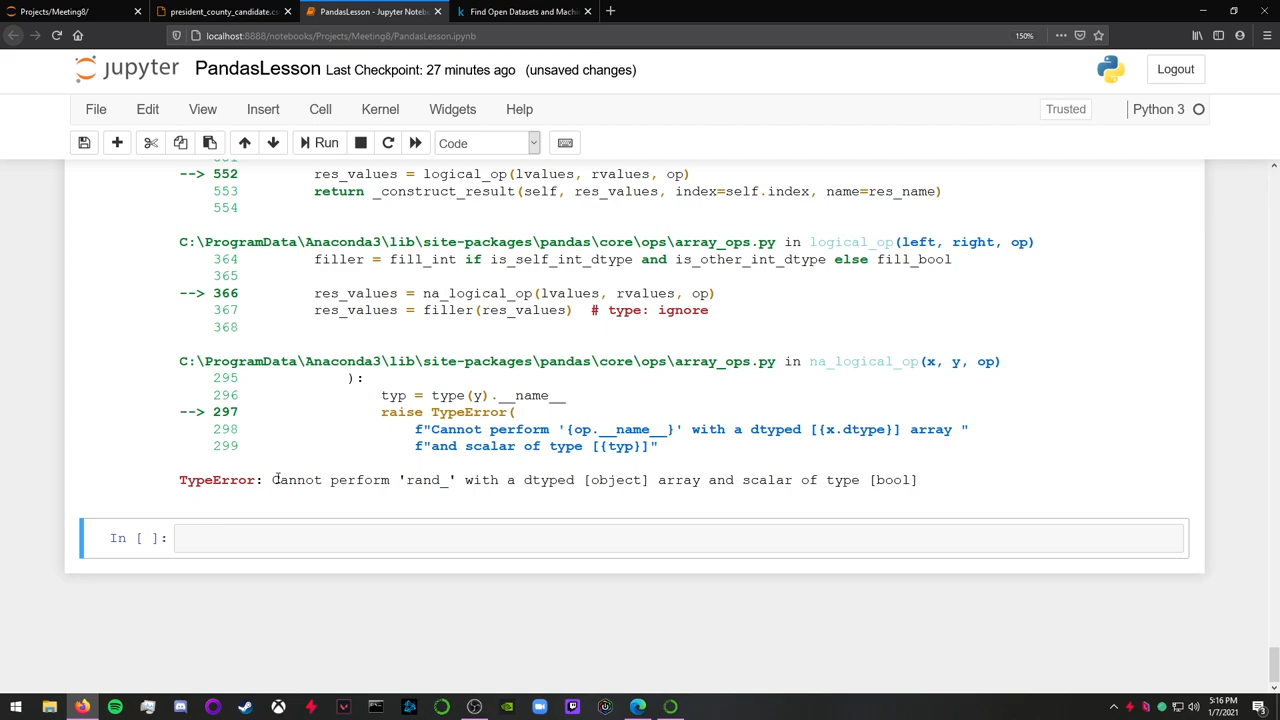 Projects/Meeting8/
president_county_candidate.cs
PandasLesson - Jupyter Notebo
Find Open Datasets and Machi
localhost:8888/notebooks/Projects/Meeting8/PandasLesson.ipynb
150%
jupyter
PandasLesson Last Checkpoint: 27 minutes ago (unsaved changes)
Logout
File Edit View Insert Cell Kernel Widgets Help
Trusted
Python 3
Run
Code
--> 552 res_values = logical_op(lvalues, rvalues, op)
553 return _construct_result(self, res_values, index=self.index, name=res_name)
554
C:\ProgramData\Anaconda3\lib\site-packages\pandas\core\ops\array_ops.py in logical_op(left, right, op)
364 filler = fill_int if is_self_int_dtype and is_other_int_dtype else fill_bool
365
--> 366 res_values = na_logical_op(lvalues, rvalues, op)
367 res_values = filler(res_values)  # type: ignore
368
C:\ProgramData\Anaconda3\lib\site-packages\pandas\core\ops\array_ops.py in na_logical_op(x, y, op)
295 ):
296 typ = type(y).__name__
--> 297 raise TypeError(
298 f"Cannot perform '{op.__name__}' with a dtyped [{x.dtype}] array "
299 f"and scalar of type [{typ}]"
TypeError: Cannot perform 'rand_' with a dtyped [object] array and scalar of type [bool]
In [ ]:
5:16 PM
1/7/2021